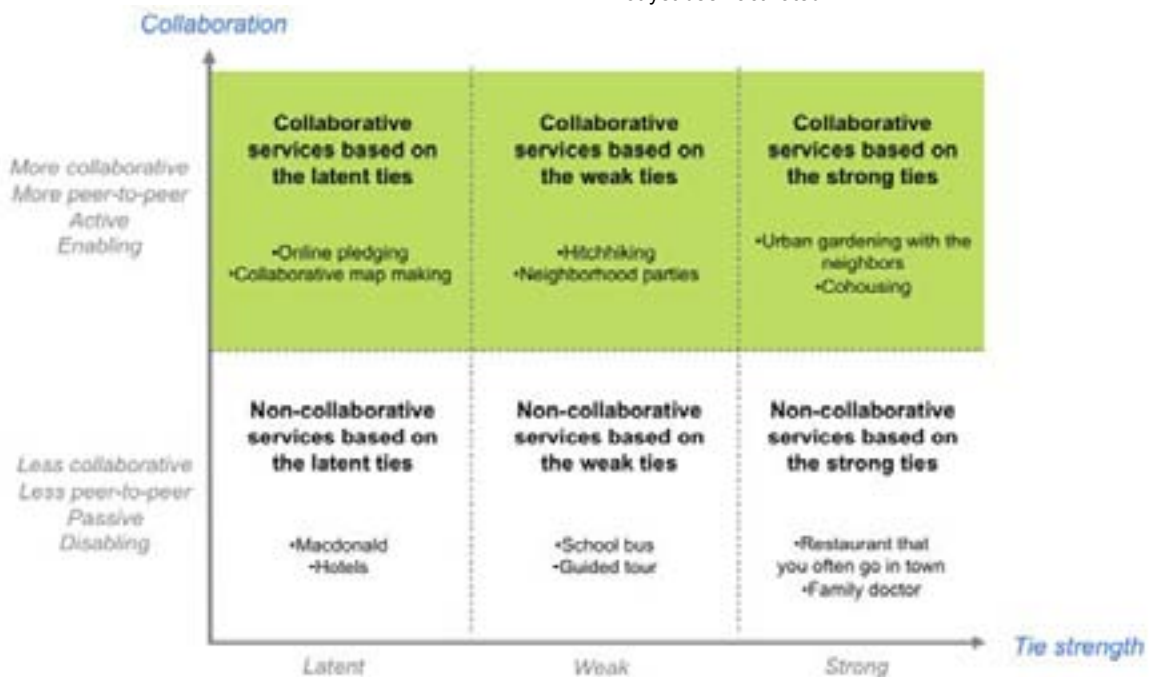 Collaboration
More collaborative
More peer-to-peer
Active
Enabling
Collaborative
services based on
the latent ties
•Online pledging
•Collaborative map making
Collaborative
services based on
the weak ties
•Hitchhiking
•Neighborhood parties
Collaborative
services based on
the strong ties
•Urban gardening with the
neighbors
•Cohousing
Less collaborative
Less peer-to-peer
Passive
Disabling
Non-collaborative
services based on
the latent ties
•Macdonald
•Hotels
Non-collaborative
services based on
the weak ties
•School bus
•Guided tour
Non-collaborative
services based on
the strong ties
•Restaurant that
you often go in town
•Family doctor
Latent
Weak
Strong
Tie strength